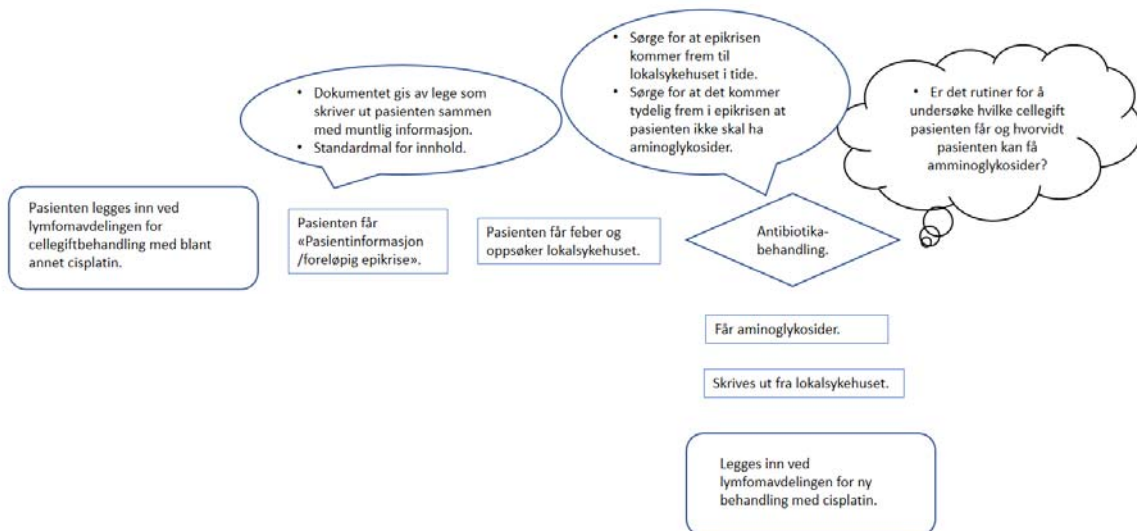 • Dokumentet gis av lege som
skriver ut pasienten sammen
med muntlig informasjon.
• Standardmal for innhold.
• Sørge for at epikrisen
kommer frem til
lokalsykehuset i tide.
• Sørge for at det kommer
tydelig frem i epikrisen at
pasienten ikke skal ha
aminoglykosider.
• Er det rutiner for å
undersøke hvilke cellegift
pasienten får og hvorvidt
pasienten kan få
amminoglykosider?
Pasienten legges inn ved
lymfomavdelingen for
cellegiftbehandling med blant
annet cisplatin.
Pasienten får
«Pasientinformasjon
/foreløpig epikrise».
Pasienten får feber og
oppsøker lokalsykehuset.
Antibiotika-
behandling.
Får aminoglykosider.
Skrives ut fra lokalsykehuset.
Legges inn ved
lymfomavdelingen for ny
behandling med cisplatin.